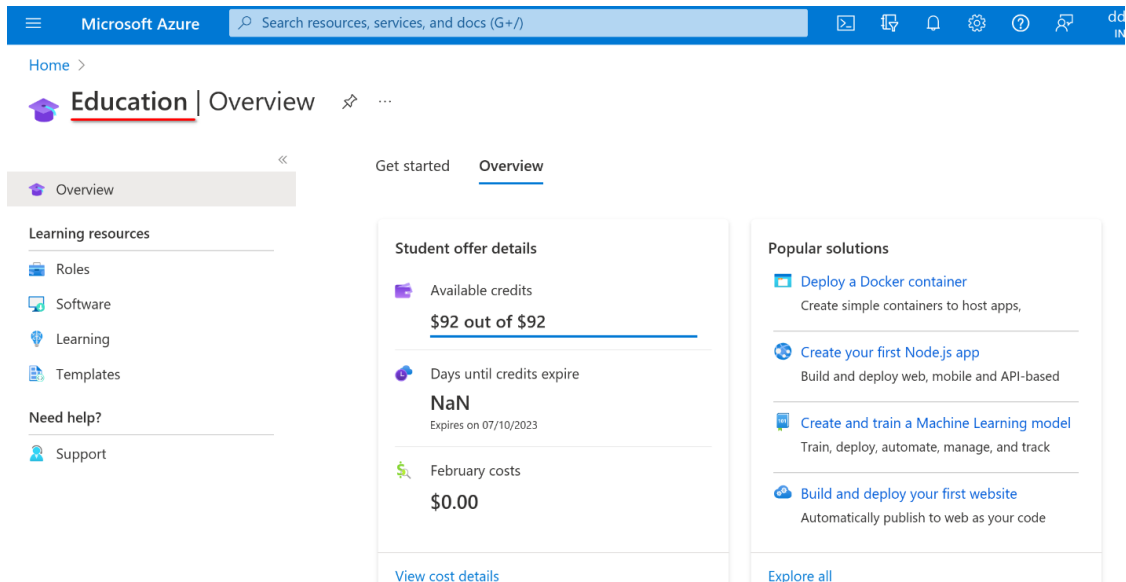 Microsoft Azure
Search resources, services, and docs (G+/)
Home >
Education | Overview
Overview
Learning resources
Roles
Software
Learning
Templates
Need help?
Support
Get started
Overview
Student offer details
Available credits
$92 out of $92
Days until credits expire
NaN
Expires on 07/10/2023
February costs
$0.00
View cost details
Popular solutions
Deploy a Docker container
Create simple containers to host apps,
Create your first Node.js app
Build and deploy web, mobile and API-based
Create and train a Machine Learning model
Train, deploy, automate, manage, and track
Build and deploy your first website
Automatically publish to web as your code
Explore all